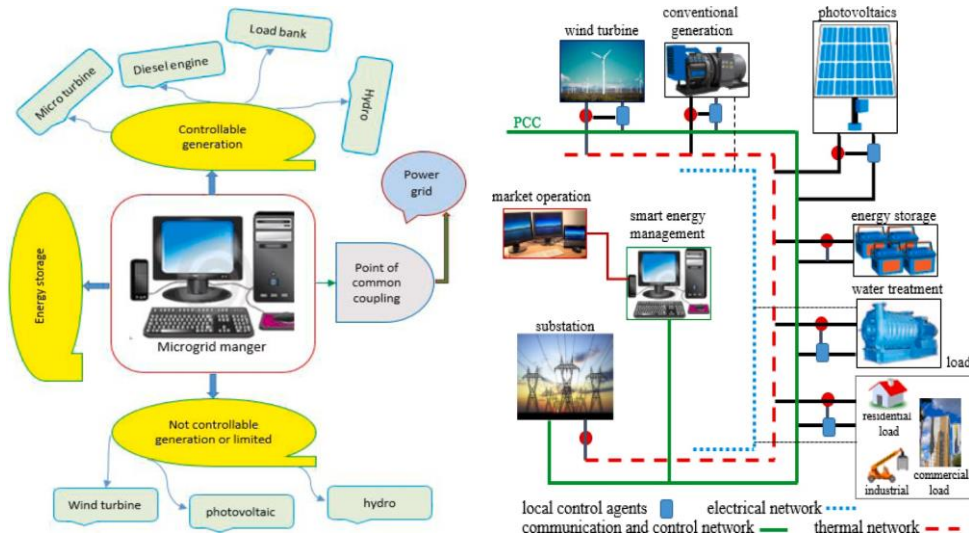 Load bank
Diesel engine
Micro turbine
Hydro
Controllable
generation
Power
grid
Energy storage
Point of
common
coupling
Microgrid manger
Not controllable
generation or limited
Wind turbine
photovoltaic
hydro
conventional
generation
wind turbine
photovoltaics
PCC
market operation
smart energy
management
energy storage
water treatment
substation
load
residential
load
industrial
commercial
load
local control agents
electrical network
communication and control network
thermal network